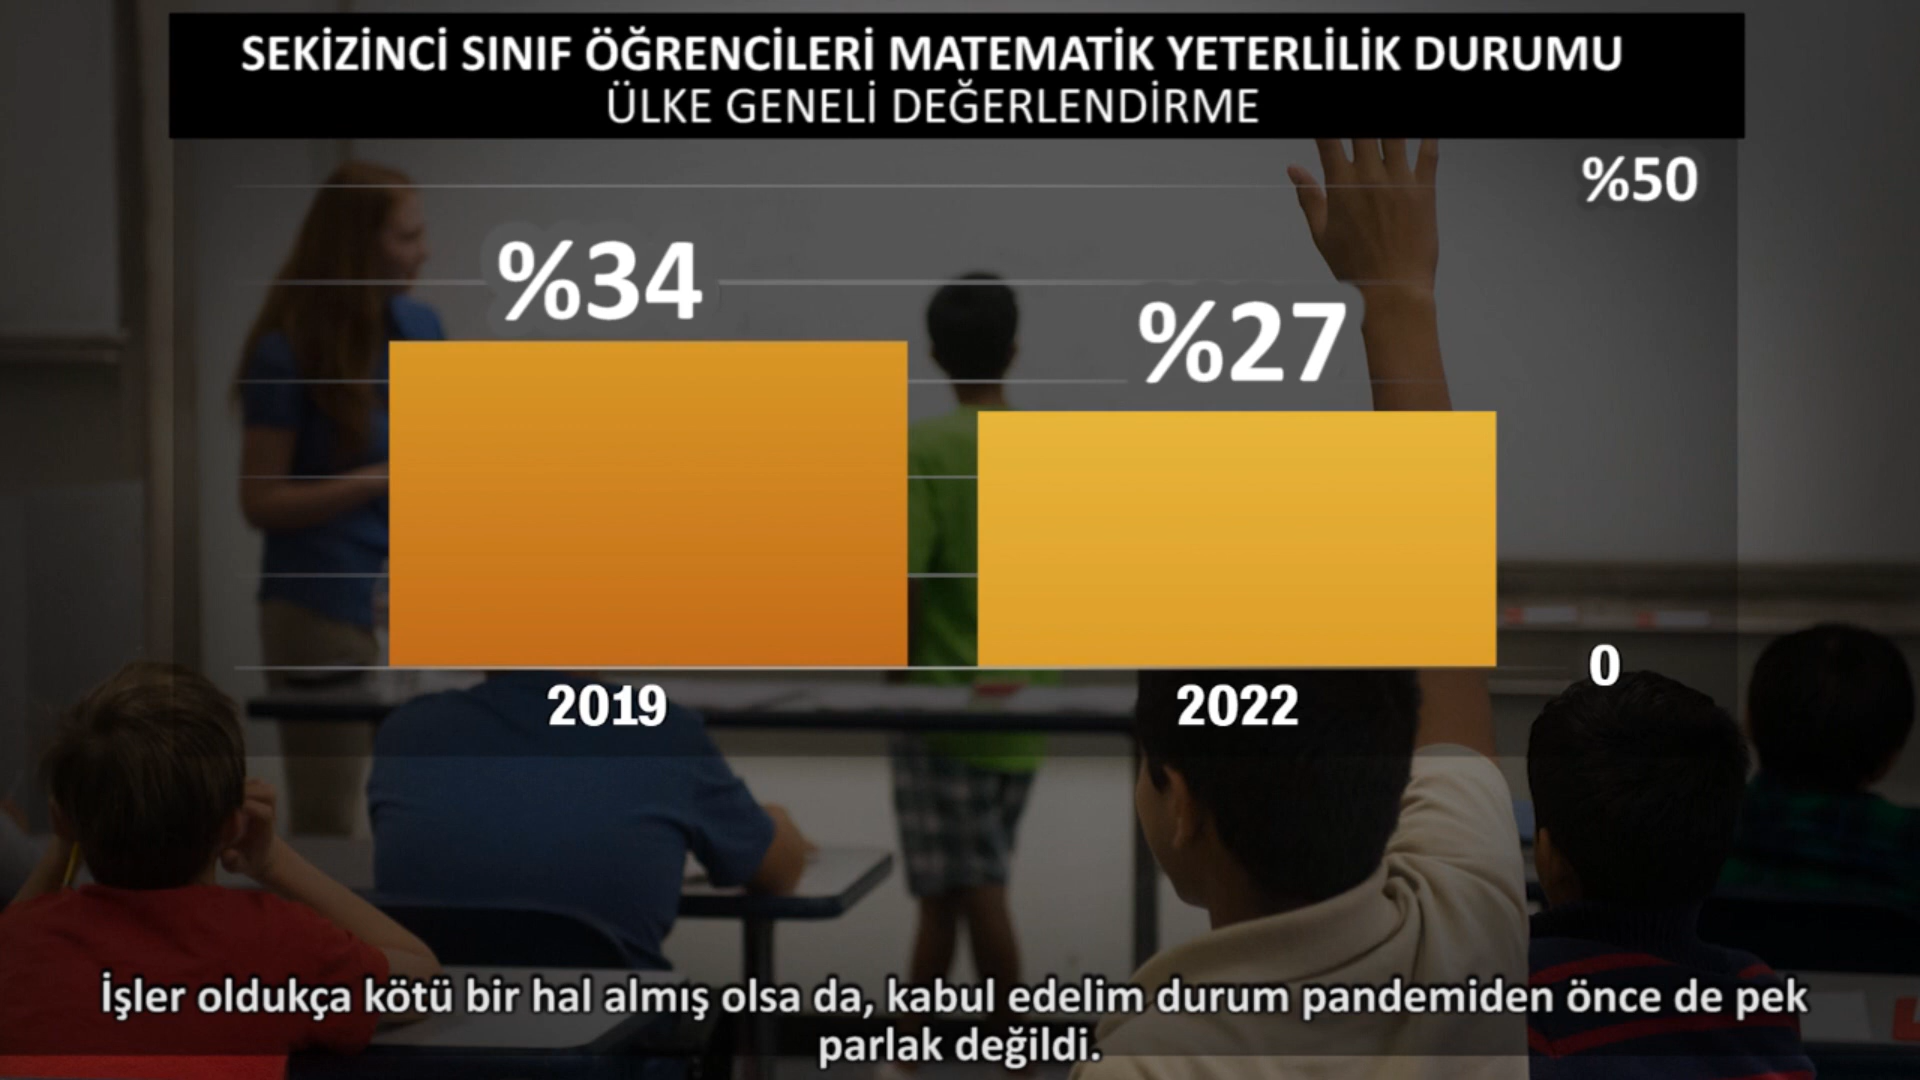 SEKİZİNCİ SINIF ÖĞRENCİLERİ MATEMATİK YETERLİLİK DURUMU
ÜLKE GENELİ DEĞERLENDİRME
%50
%34
%27
0
2019
2022
İşler oldukça kötü bir hal almış olsa da, kabul edelim durum pandemiden önce de pek
parlak değildi.